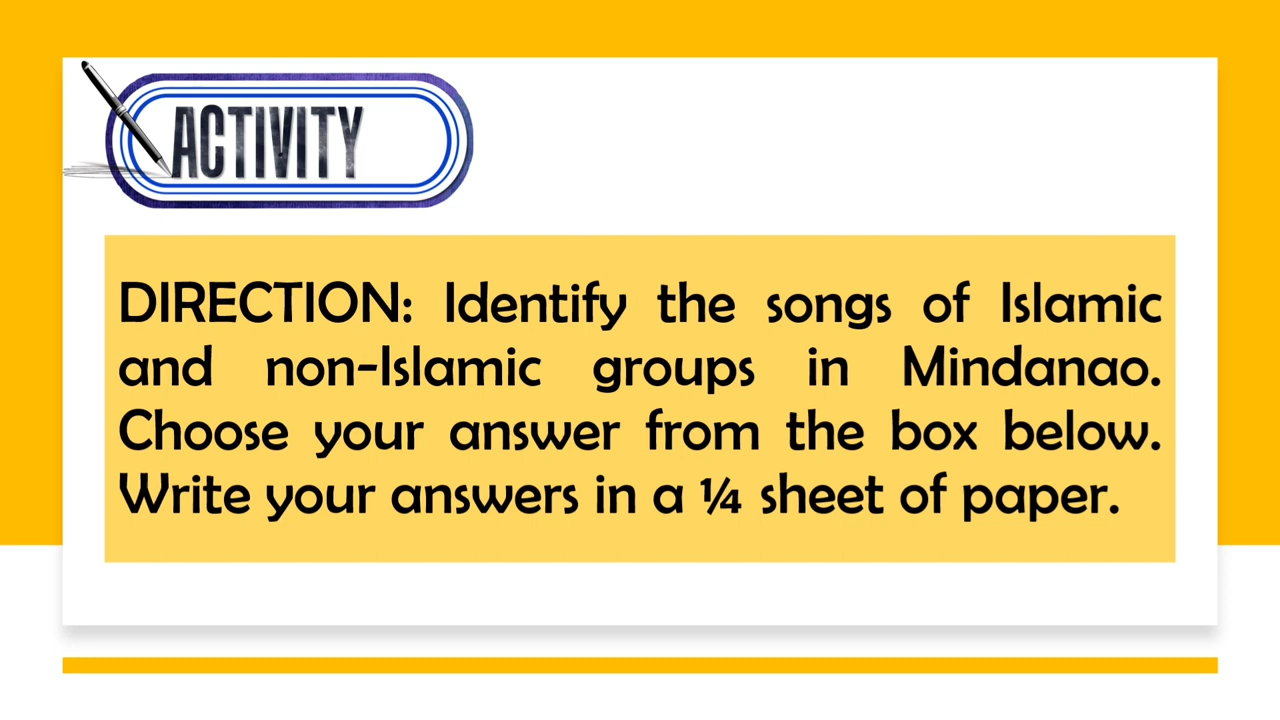 ACTIVITY
DIRECTION: Identify the songs of Islamic
and non-Islamic groups in Mindanao.
Choose your answer from the box below.
Write your answers in a ¼ sheet of paper.